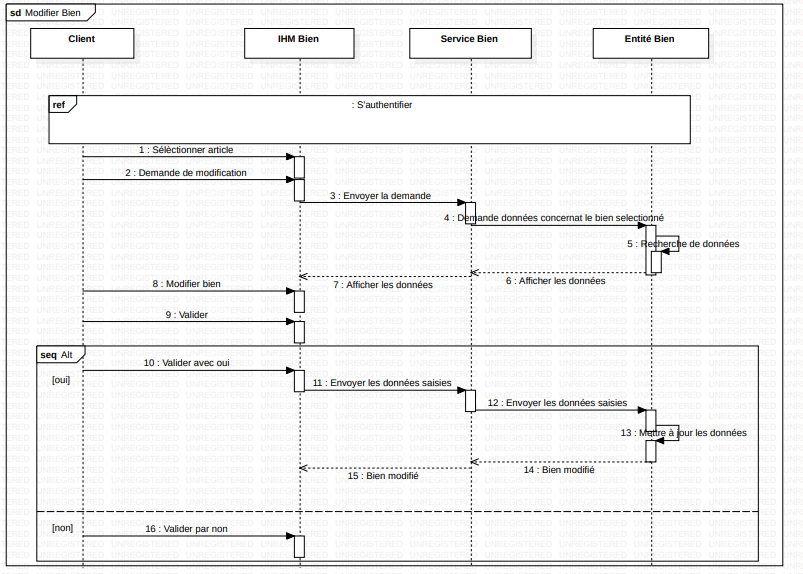 sd Modifier Bien
Client
IHM Bien
Service Bien
Entité Bien
ref
: S'authentifier
1 : Sélèctionner article
2 : Demande de modification
3 : Envoyer la demande
4 : Demande données concernat le bien selectionné
5 : Recherche de données
6 : Afficher les données
7 : Afficher les données
8 : Modifier bien
9 : Valider
seq Alt
10 : Valider avec oui
[oui]
11 : Envoyer les données saisies
12 : Envoyer les données saisies
13 : Mettre à jour les données
14 : Bien modifié
15 : Bien modifié
[non]
16 : Valider par non